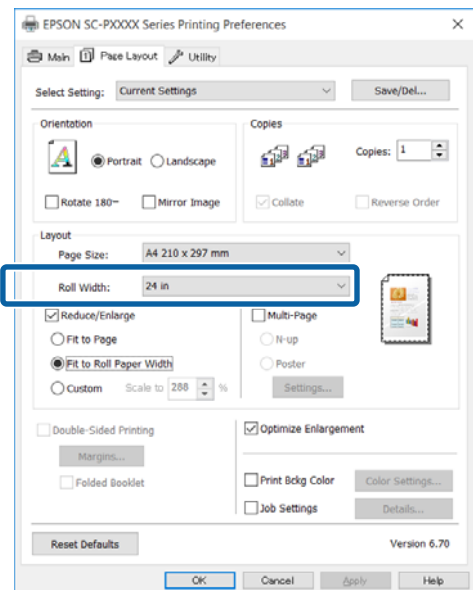 EPSON SC-PXXXX Series Printing Preferences
Main Page Layout Utility
Select Setting: Current Settings Save/Del...
Orientation Copies
Portrait Landscape Copies: 1
Rotate 180° Mirror Image Collate Reverse Order
Layout
Page Size: A4 210 x 297 mm
Roll Width: 24 in
Reduce/Enlarge Multi-Page
Fit to Page N-up
Fit to Roll Paper Width Poster
Custom Scale to 288 % Settings...
Double-Sided Printing Optimize Enlargement
Margins...
Folded Booklet Print Bckg Color Color Settings...
Job Settings Details...
Reset Defaults Version 6.70
OK Cancel Apply Help